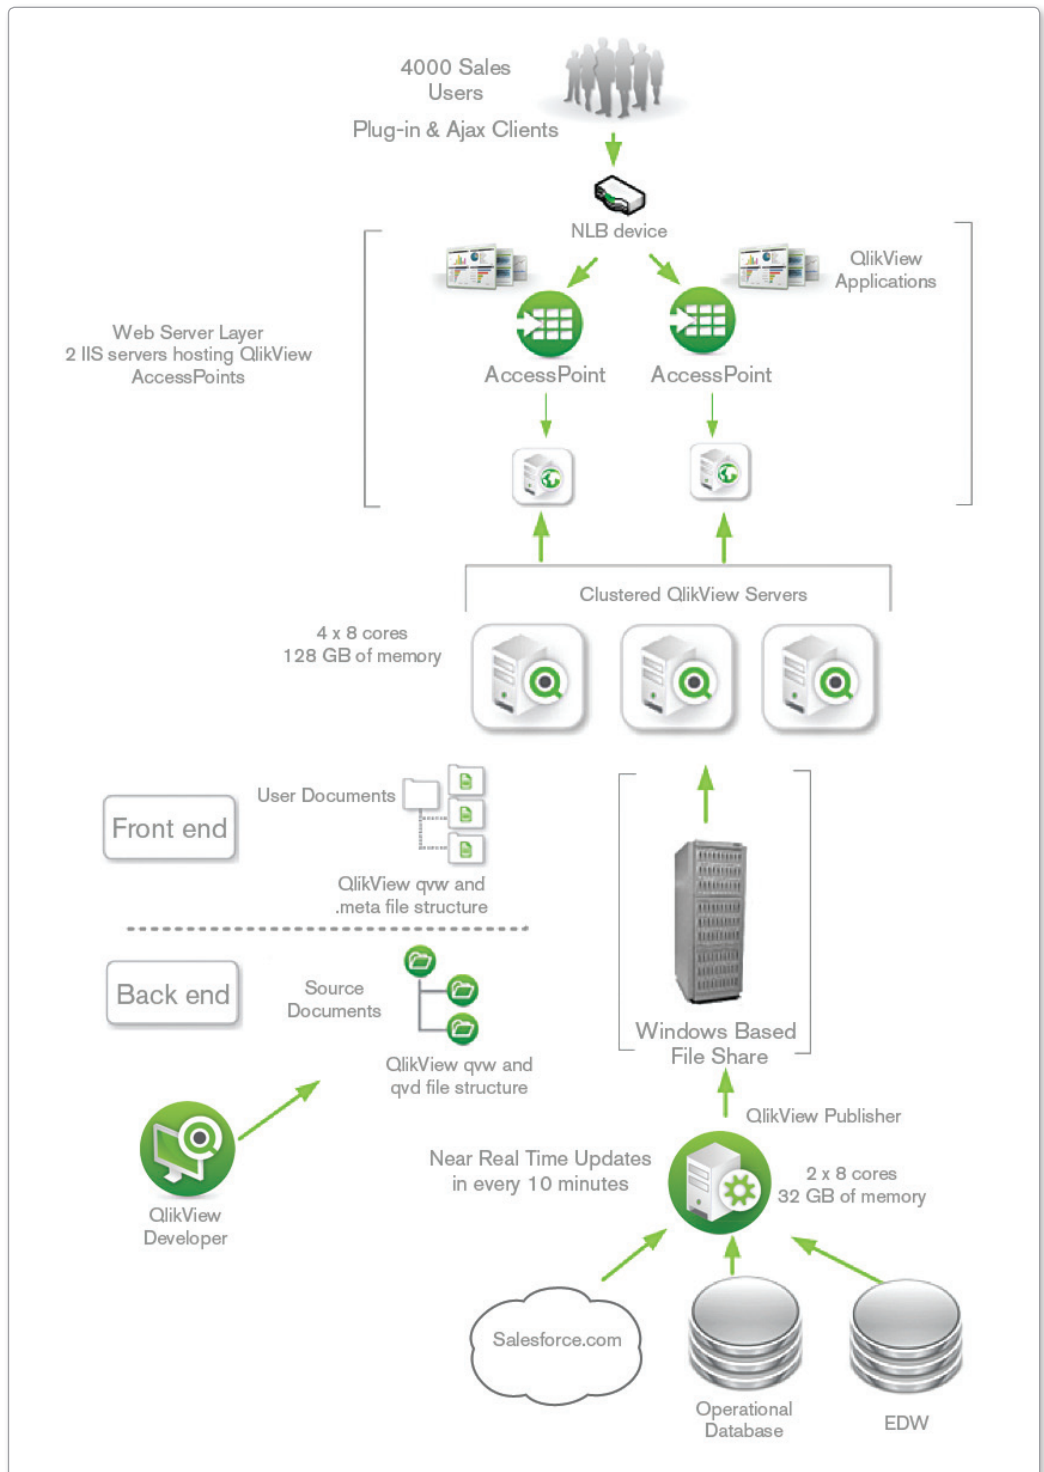 4000 Sales
Users
Plug-in & Ajax Clients
NLB device
QlikView
Applications
Web Server Layer
2 IIS servers hosting QlikView
AccessPoints
AccessPoint
AccessPoint
Clustered QlikView Servers
4 x 8 cores
128 GB of memory
User Documents
Front end
QlikView qvw and
.meta file structure
Back end
Source
Documents
QlikView qvw and
qvd file structure
Windows Based
File Share
QlikView Publisher
Near Real Time Updates
in every 10 minutes
2 x 8 cores
32 GB of memory
QlikView
Developer
Salesforce.com
Operational
Database
EDW